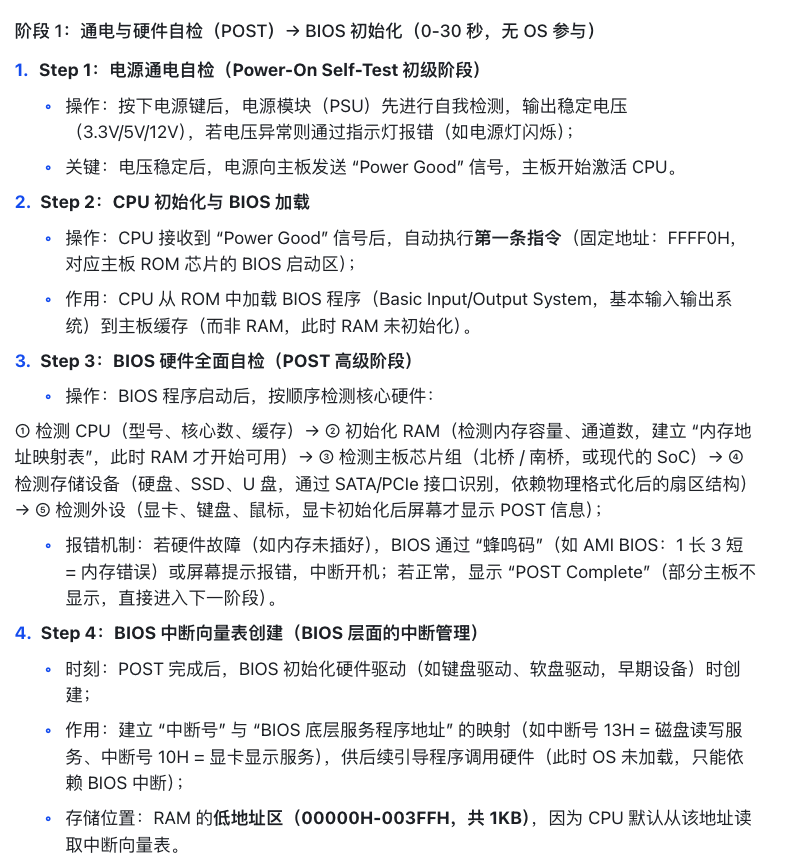 阶段 1：通电与硬件自检（POST）→ BIOS 初始化（0-30 秒，无 OS 参与）
1. Step 1：电源通电自检（Power-On Self-Test 初级阶段）
◦ 操作：按下电源键后，电源模块（PSU）先进行自我检测，输出稳定电压
（3.3V/5V/12V），若电压异常则通过指示灯报错（如电源灯闪烁）；
◦ 关键：电压稳定后，电源向主板发送 “Power Good” 信号，主板开始激活 CPU。
2. Step 2：CPU 初始化与 BIOS 加载
◦ 操作：CPU 接收到 “Power Good” 信号后，自动执行第一条指令（固定地址：FFFF0H，
对应主板 ROM 芯片的 BIOS 启动区）；
◦ 作用：CPU 从 ROM 中加载 BIOS 程序（Basic Input/Output System，基本输入输出系
统）到主板缓存（而非 RAM，此时 RAM 未初始化）。
3. Step 3：BIOS 硬件全面自检（POST 高级阶段）
◦ 操作：BIOS 程序启动后，按顺序检测核心硬件：
① 检测 CPU（型号、核心数、缓存）→ ② 初始化 RAM（检测内存容量、通道数，建立 “内存地
址映射表”，此时 RAM 才开始可用）→ ③ 检测主板芯片组（北桥 / 南桥，或现代的 SoC）→ ④
检测存储设备（硬盘、SSD、U 盘，通过 SATA/PCIe 接口识别，依赖物理格式化后的扇区结构）
→ ⑤ 检测外设（显卡、键盘、鼠标，显卡初始化后屏幕才显示 POST 信息）；
◦ 报错机制：若硬件故障（如内存未插好），BIOS 通过 “蜂鸣码”（如 AMI BIOS：1 长 3 短
= 内存错误）或屏幕提示报错，中断开机；若正常，显示 “POST Complete”（部分主板不
显示，直接进入下一阶段）。
4. Step 4：BIOS 中断向量表创建（BIOS 层面的中断管理）
◦ 时刻：POST 完成后，BIOS 初始化硬件驱动（如键盘驱动、软盘驱动，早期设备）时创
建；
◦ 作用：建立 “中断号” 与 “BIOS 底层服务程序地址” 的映射（如中断号 13H = 磁盘读写服
务、中断号 10H = 显卡显示服务），供后续引导程序调用硬件（此时 OS 未加载，只能依
赖 BIOS 中断）；
◦ 存储位置：RAM 的低地址区（00000H-003FFH，共 1KB），因为 CPU 默认从该地址读
取中断向量表。